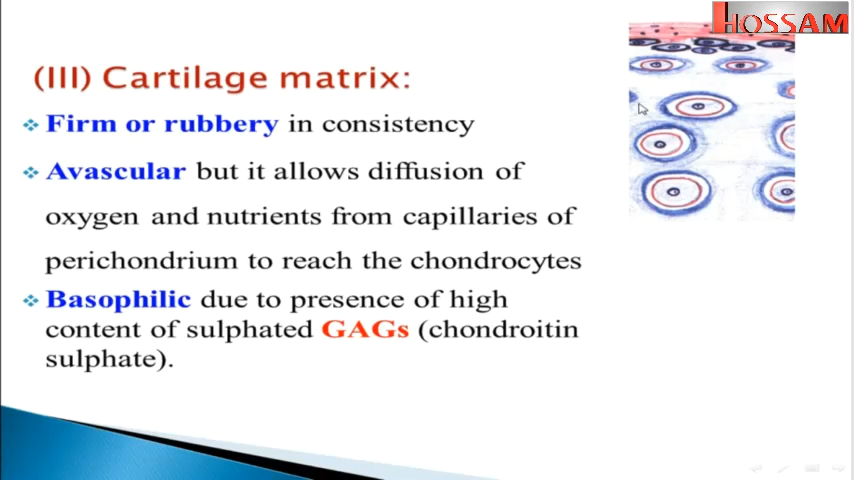 HOSSAM
(III) Cartilage matrix:
Firm or rubbery in consistency
Avascular but it allows diffusion of
oxygen and nutrients from capillaries of
perichondrium to reach the chondrocytes
Basophilic due to presence of high
content of sulphated GAGs (chondroitin
sulphate).